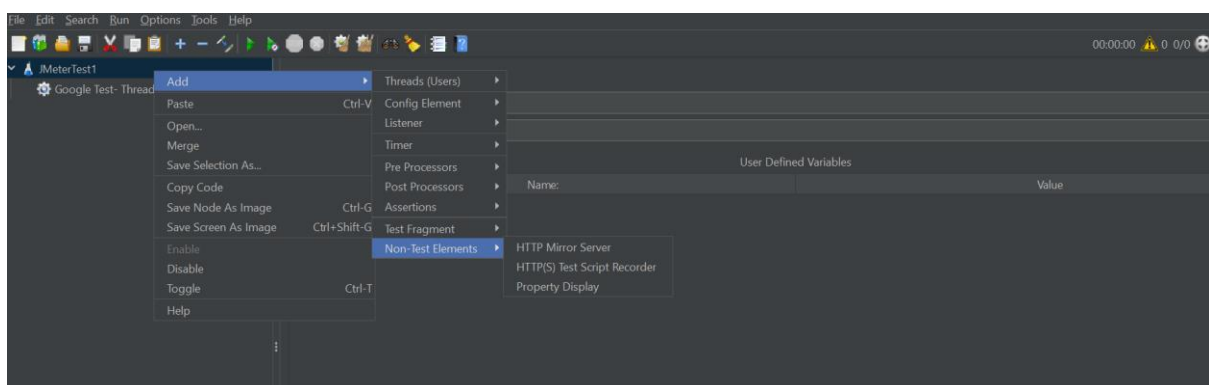 File Edit Search Run Options Tools Help
00:00:00 0 0/0
JMeterTest1
Google Test- Thread
Add
Paste Ctrl-V
Open...
Merge
Save Selection As...
Copy Code
Save Node As Image Ctrl-G
Save Screen As Image Ctrl+Shift-G
Enable
Disable
Toggle Ctrl-T
Help
Threads (Users)
Config Element
Listener
Timer
Pre Processors
Post Processors
Assertions
Test Fragment
Non-Test Elements
HTTP Mirror Server
HTTP(S) Test Script Recorder
Property Display
User Defined Variables
Name: Value